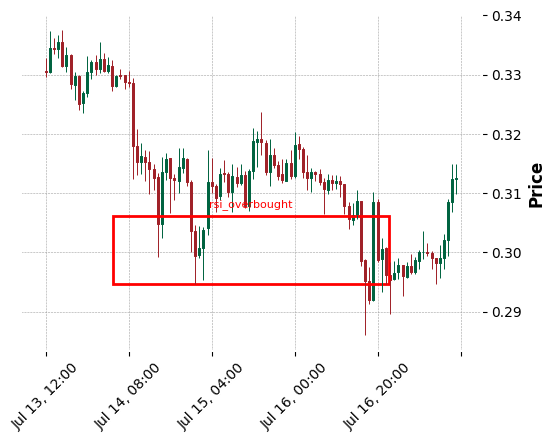 0.34
0.33
0.32
rsi_overbought
0.31
0.30
0.29
Price
Jul 13, 12:00
Jul 14, 08:00
Jul 15, 04:00
Jul 16, 00:00
Jul 16, 20:00